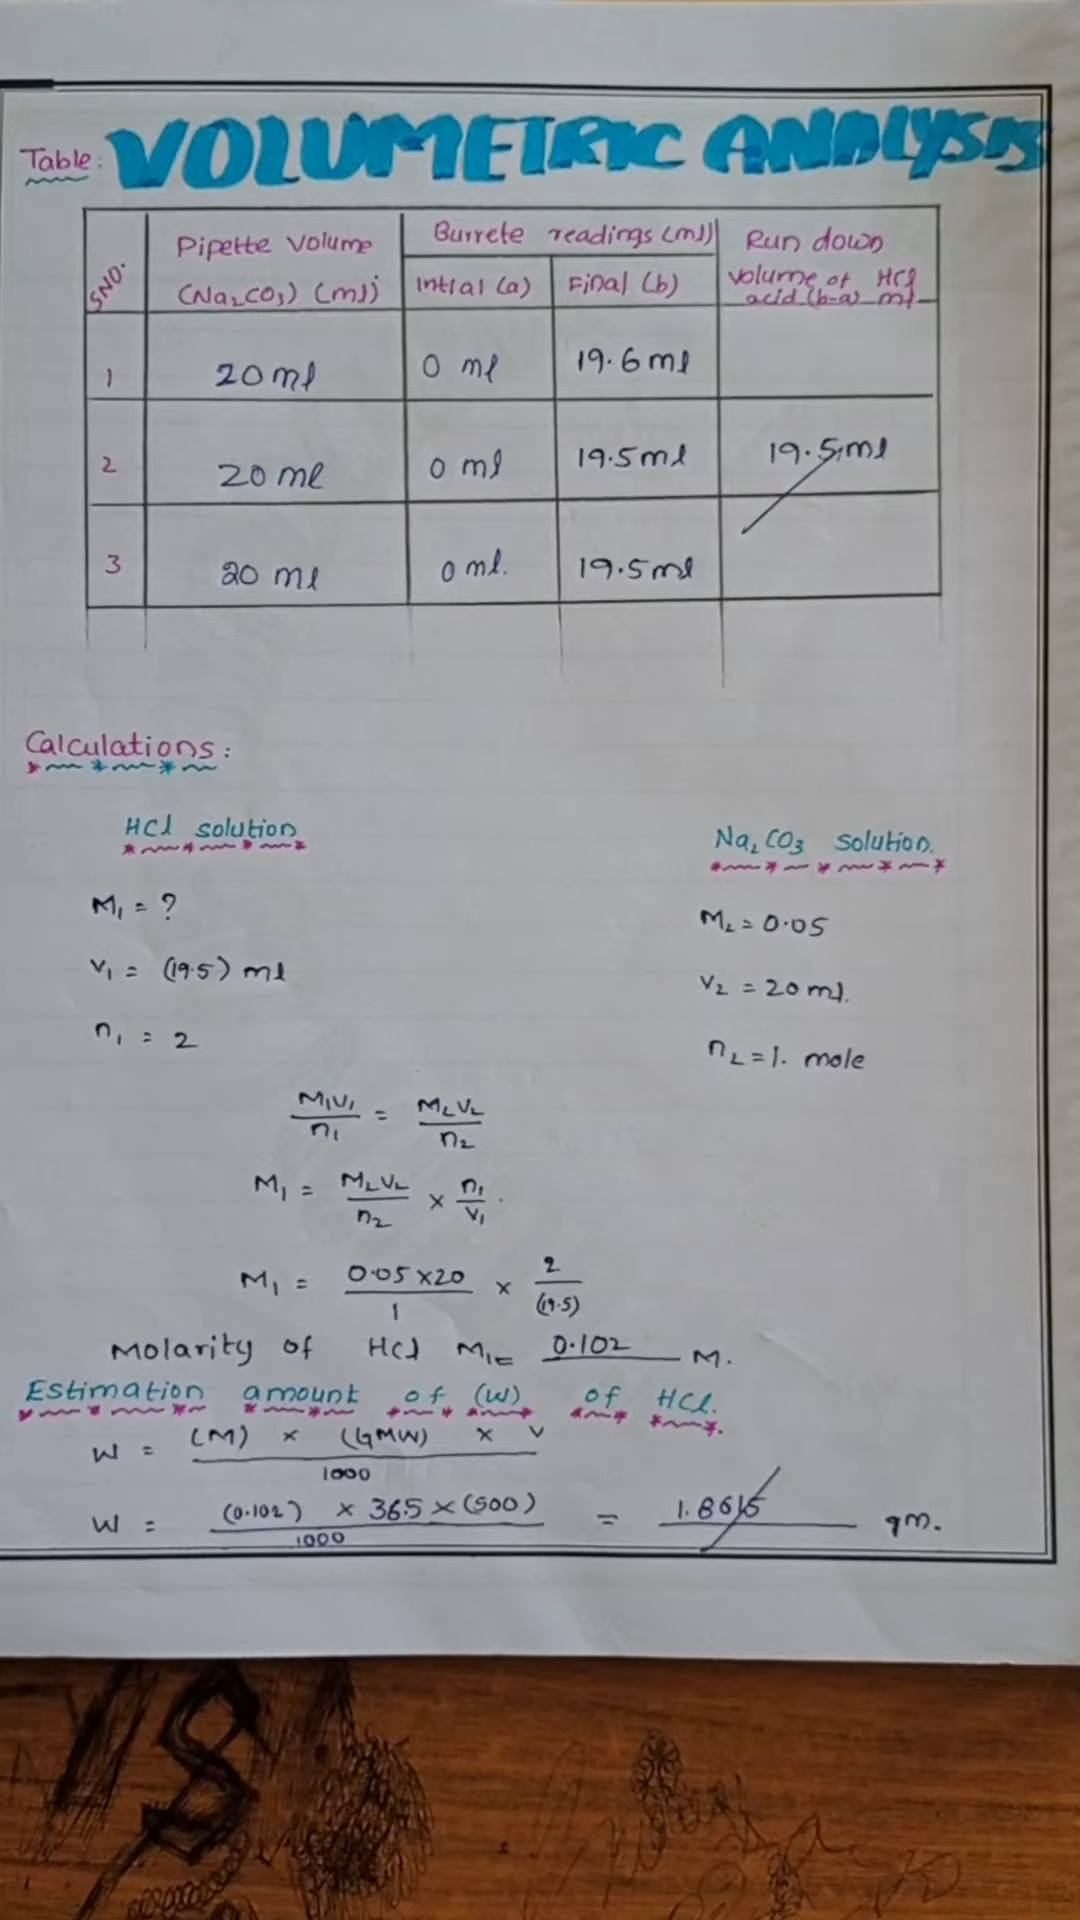 Table: VOLUMETRIC ANALYSIS
SNO.
Pipette Volume
(Na₂CO₃) (ml)
Burrete readings (ml)
Intial (a)
Final (b)
Run down
volume of HCl
acid (b-a) ml
1
20 ml
0 ml
19.6 ml
2
20 ml
0 ml
19.5 ml
19.5 ml
3
20 ml
0 ml.
19.5 ml
Calculations:
HCl solution
Na₂CO₃ solution.
M₁ = ?
M₂ = 0.05
V₁ = (19.5) ml
V₂ = 20 ml.
n₁ = 2
n₂ = 1. mole
M₁V₁/n₁ = M₂V₂/n₂
M₁ = M₂V₂/n₂ × n₁/V₁.
M₁ = 0.05×20/1 × 2/(19.5)
Molarity of HCl M₁= 0.102 M.
Estimation amount of (W) of HCl.
W = (M) × (GMW) × V/1000
W = (0.102) × 36.5 × (500)/1000 = 1.8615 gm.